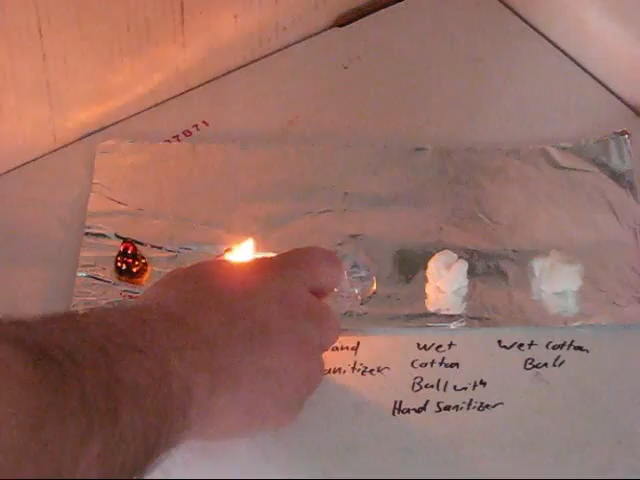 and
anitizer
Wet
Cotton
Ball with
Hand Sanitizer
Wet Cotton
Ball